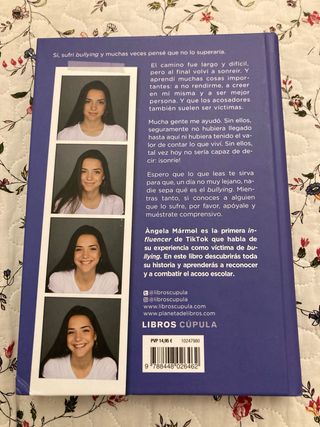 Sí, sufrí bullying y muchas veces pensé que no lo superaría.
El camino fue largo y difícil,
pero al final volví a sonreír. Y
aprendí muchas cosas impor-
tantes: a no rendirme, a creer
en mí misma y a ser mejor
persona. Y que los acosadores
también suelen ser víctimas.
Mucha gente me ayudó. Sin ellos,
seguramente no hubiera llegado
hasta aquí ni hubiera tenido el va-
lor de contar lo que viví. Sin ellos,
tal vez hoy no sería capaz de de-
cir: ¡sonríe!
Espero que lo que leas te sirva
para que, un día no muy lejano, na-
die sepa qué es el bullying. Mien-
tras tanto, si conoces a alguien
que lo sufre, por favor, apóyale y
muéstrate comprensivo.
Àngela Mármol es la primera in-
fluencer de TikTok que habla de
su experiencia como víctima de bu-
llying. En este libro descubrirás toda
su historia y aprenderás a reconocer
y a combatir el acoso escolar.
@libroscupula
@libroscupula
www.libroscupula.com
www.planetadelibros.com
LIBROS CÚPULA
PVP 14,95 € 10247980
9 788448 026462